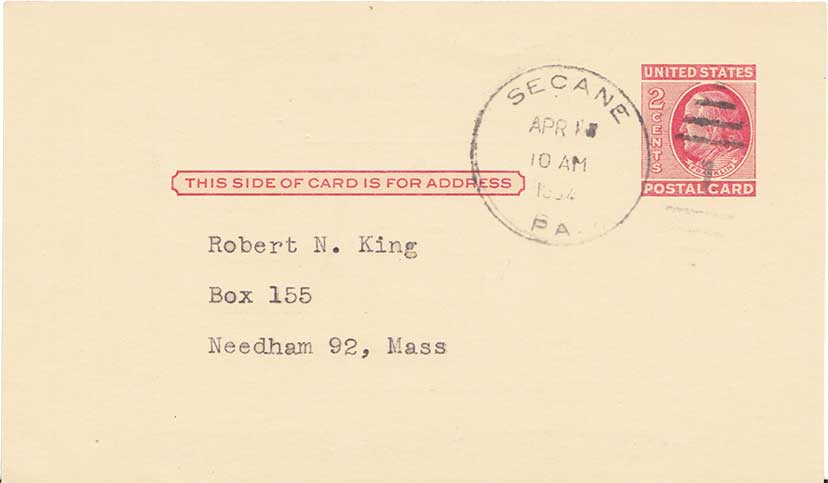 SECANE
APR
10 AM
PA.
UNITED STATES
2 CENTS
FRANKLIN
POSTAL CARD
THIS SIDE OF CARD IS FOR ADDRESS
Robert N. King
Box 155
Needham 92, Mass